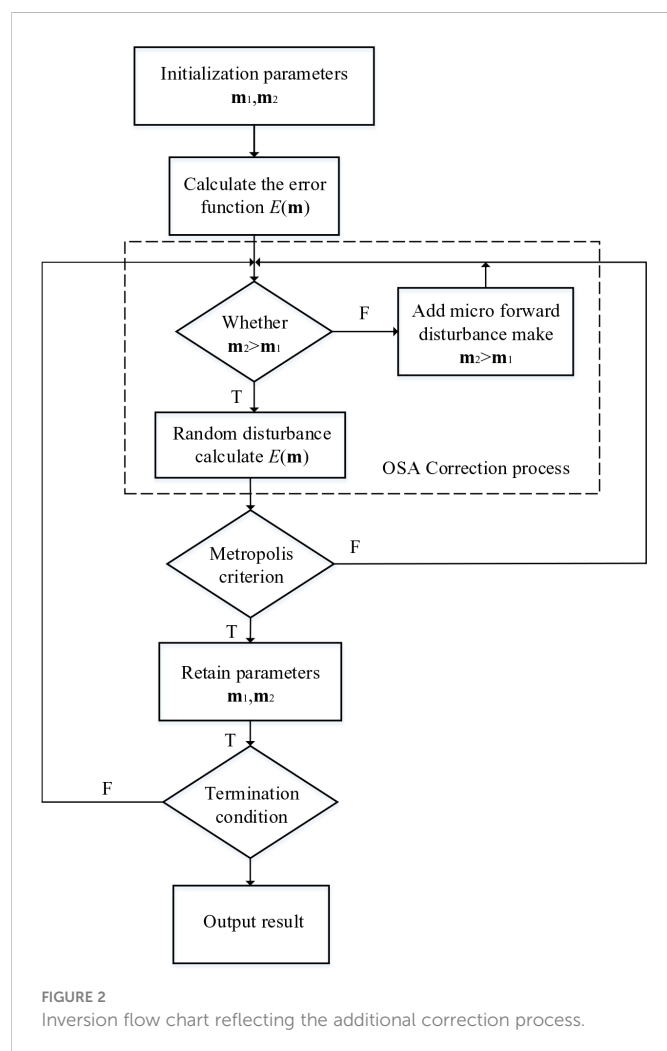 Initialization parameters
m₁,m₂
Calculate the error
function E(m)
Whether
m₂>m₁
F
Add micro forward
disturbance make
m₂>m₁
T
Random disturbance
calculate E(m)
OSA Correction process
Metropolis
criterion
F
T
Retain parameters
m₁,m₂
T
F
Termination
condition
Output result
FIGURE 2
Inversion flow chart reflecting the additional correction process.